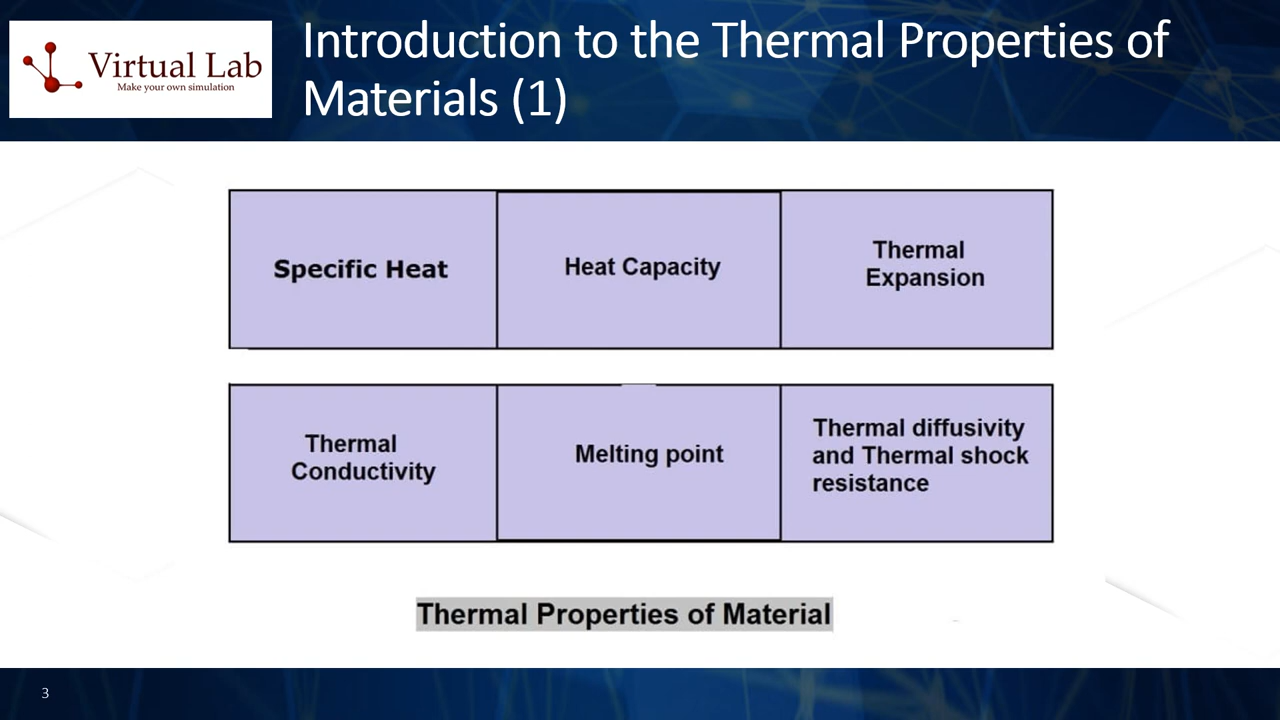 Virtual Lab
Make your own simulation
Introduction to the Thermal Properties of
Materials (1)
Specific Heat
Heat Capacity
Thermal
Expansion
Thermal
Conductivity
Melting point
Thermal diffusivity
and Thermal shock
resistance
Thermal Properties of Material
3